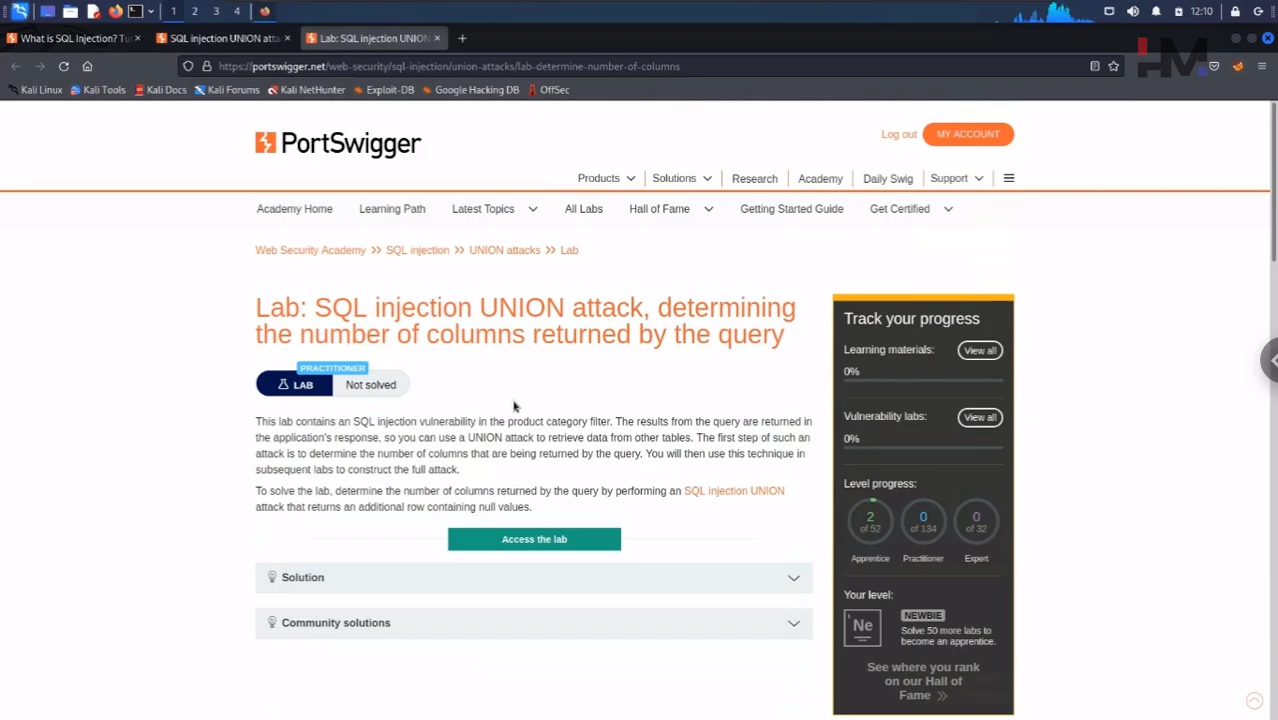 1 2 3 4 12:10
What is SQL Injection? Tu × SQL injection UNION atta × Lab: SQL injection UNION × +
https://portswigger.net/web-security/sql-injection/union-attacks/lab-determine-number-of-columns
HM
Kali Linux Kali Tools Kali Docs Kali Forums Kali NetHunter Exploit-DB Google Hacking DB OffSec
PortSwigger
Log out MY ACCOUNT
Products Solutions Research Academy Daily Swig Support
Academy Home Learning Path Latest Topics All Labs Hall of Fame Getting Started Guide Get Certified
Web Security Academy >> SQL injection >> UNION attacks >> Lab
Lab: SQL injection UNION attack, determining
the number of columns returned by the query
PRACTITIONER
LAB Not solved
This lab contains an SQL injection vulnerability in the product category filter. The results from the query are returned in
the application's response, so you can use a UNION attack to retrieve data from other tables. The first step of such an
attack is to determine the number of columns that are being returned by the query. You will then use this technique in
subsequent labs to construct the full attack.
To solve the lab, determine the number of columns returned by the query by performing an SQL injection UNION
attack that returns an additional row containing null values.
Access the lab
Solution
Community solutions
Track your progress
Learning materials: View all
0%
Vulnerability labs: View all
0%
Level progress:
2 0 0
of 52 of 134 of 32
Apprentice Practitioner Expert
Your level:
Ne NEWBIE
Solve 50 more labs to
become an apprentice.
See where you rank
on our Hall of
Fame >>